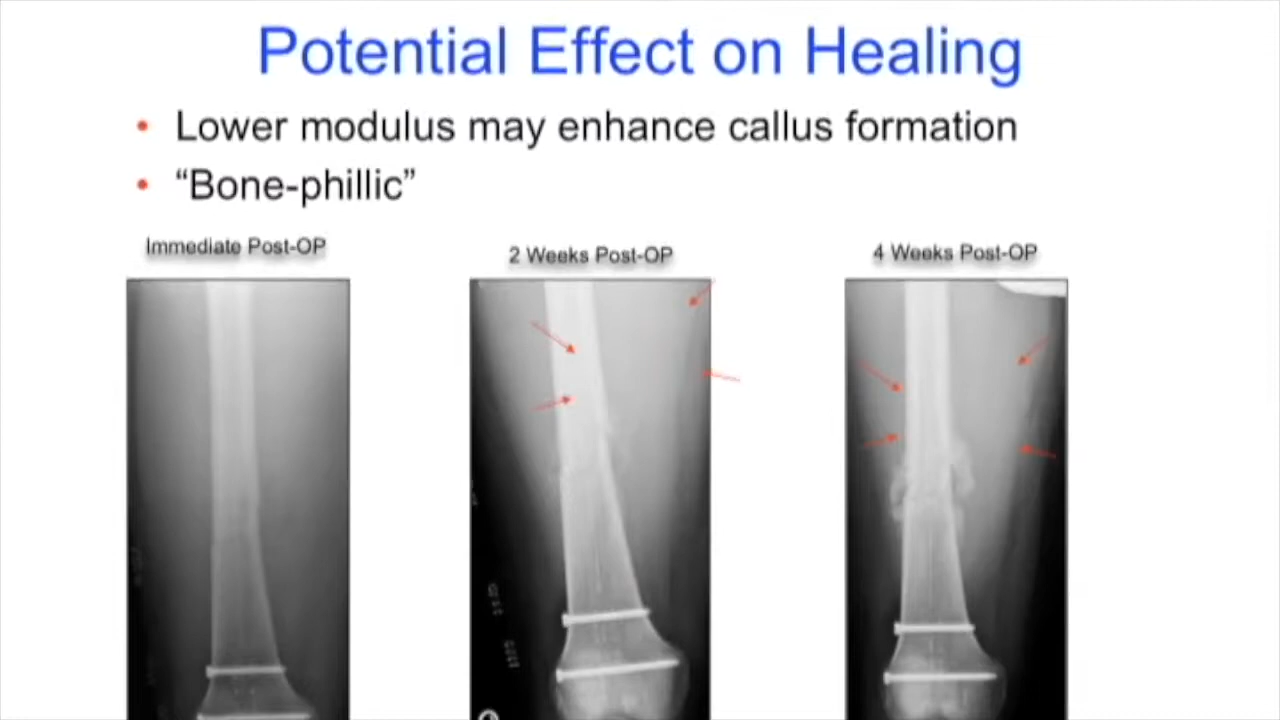 Potential Effect on Healing
• Lower modulus may enhance callus formation
• “Bone-phillic”
Immediate Post-OP
2 Weeks Post-OP
4 Weeks Post-OP